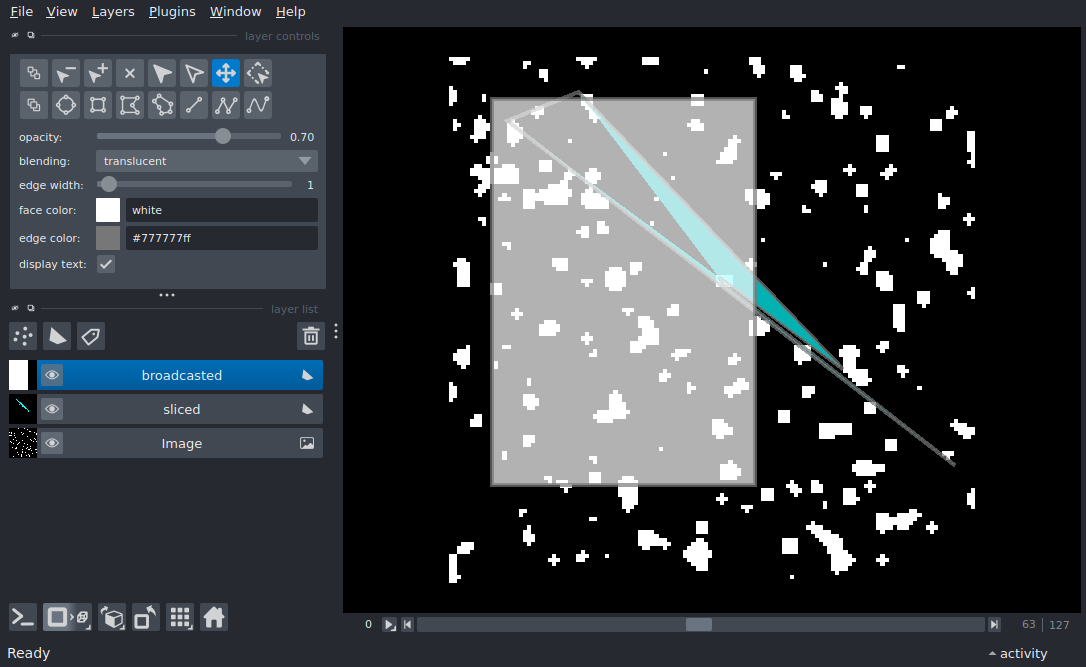 File View Layers Plugins Window Help
layer controls
opacity: 0.70
blending: translucent
edge width: 1
face color: white
edge color: #777777ff
display text:
layer list
broadcasted
sliced
Image
0 63 127
Ready activity